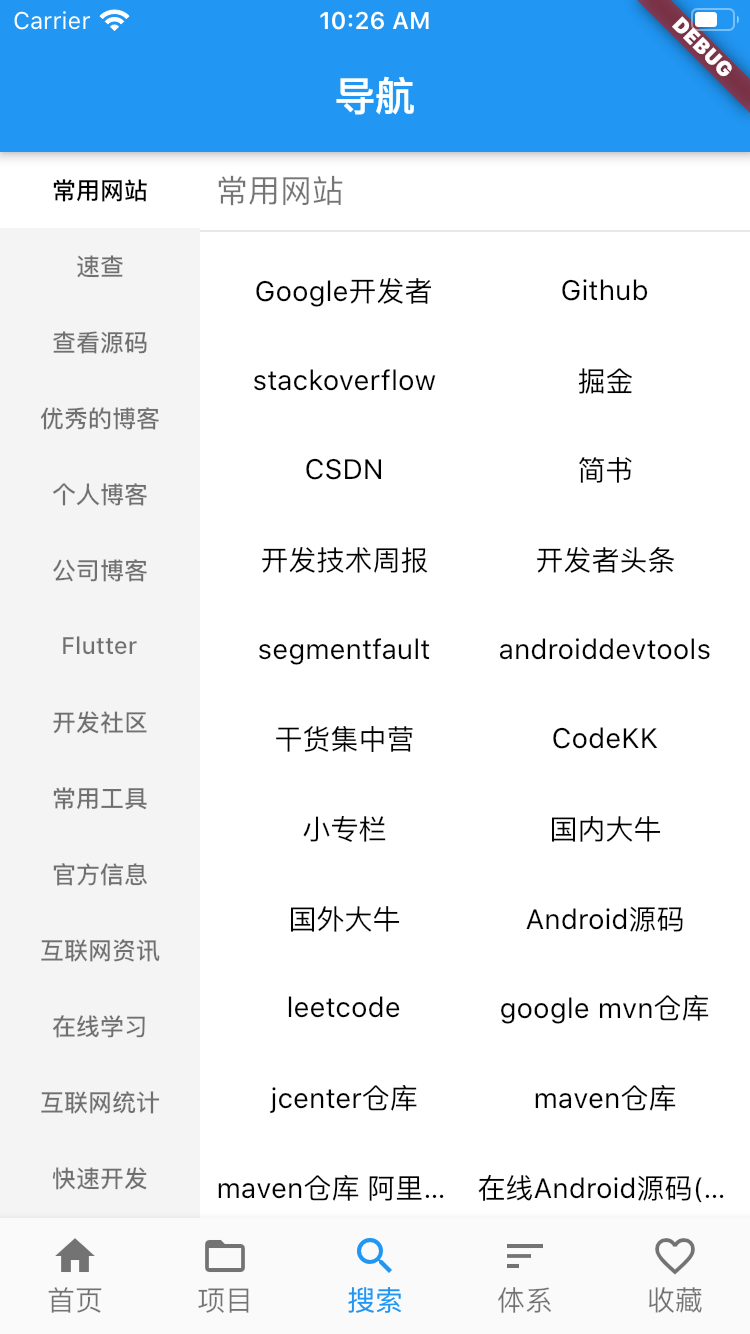 Carrier 10:26 AM
DEBUG
导航
常用网站
速查
查看源码
优秀的博客
个人博客
公司博客
Flutter
开发社区
常用工具
官方信息
互联网资讯
在线学习
互联网统计
快速开发
常用网站
Google开发者 Github
stackoverflow 掘金
CSDN 简书
开发技术周报 开发者头条
segmentfault androiddevtools
干货集中营 CodeKK
小专栏 国内大牛
国外大牛 Android源码
leetcode google mvn仓库
jcenter仓库 maven仓库
maven仓库 阿里... 在线Android源码(...
首页 项目 搜索 体系 收藏